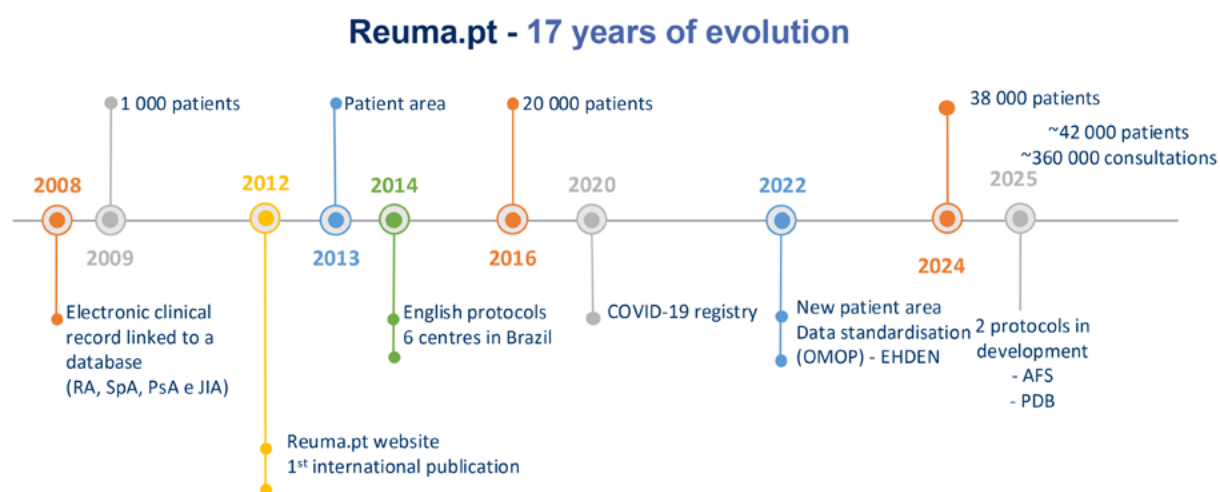 Reuma.pt - 17 years of evolution
1 000 patients
Patient area
20 000 patients
38 000 patients
~42 000 patients
~360 000 consultations
2008
2012
2014
2020
2022
2025
2009
2013
2016
2024
Electronic clinical
record linked to a
database
(RA, SpA, PsA e JIA)
English protocols
6 centres in Brazil
COVID-19 registry
New patient area
Data standardisation
(OMOP) - EHDEN
2 protocols in
development
- AFS
- PDB
Reuma.pt website
1st international publication